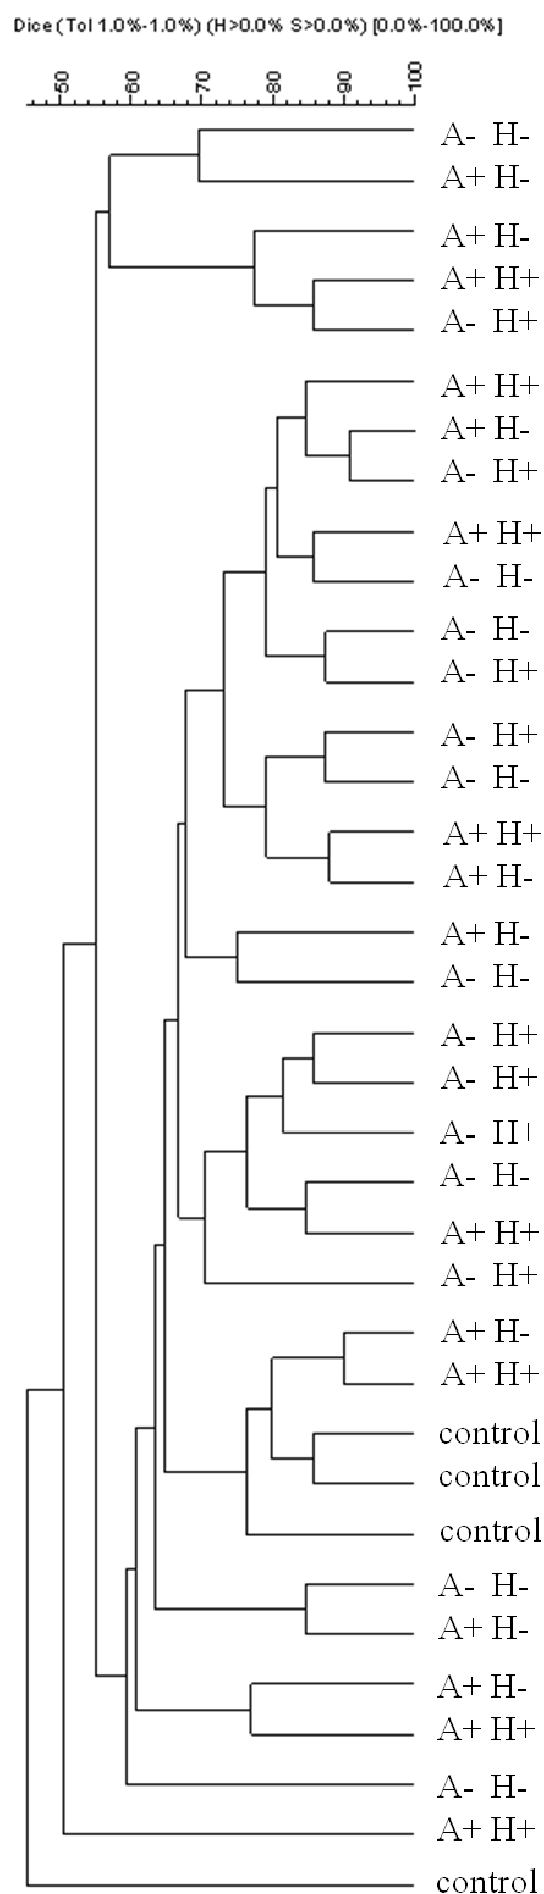 Dice (Tol 1.0%-1.0%) (H>0.0% S>0.0%) [0.0%-100.0%]
50 60 70 80 90 100
A- H-
A+ H-
A+ H-
A+ H+
A- H+
A+ H+
A+ H-
A- H+
A+ H+
A- H-
A- H-
A- H+
A- H+
A- H-
A+ H+
A+ H-
A+ H-
A- H-
A- H+
A- H+
A- H+
A- H-
A+ H+
A- H+
A+ H-
A+ H+
control
control
control
A- H-
A+ H-
A+ H-
A+ H+
A- H-
A+ H+
control